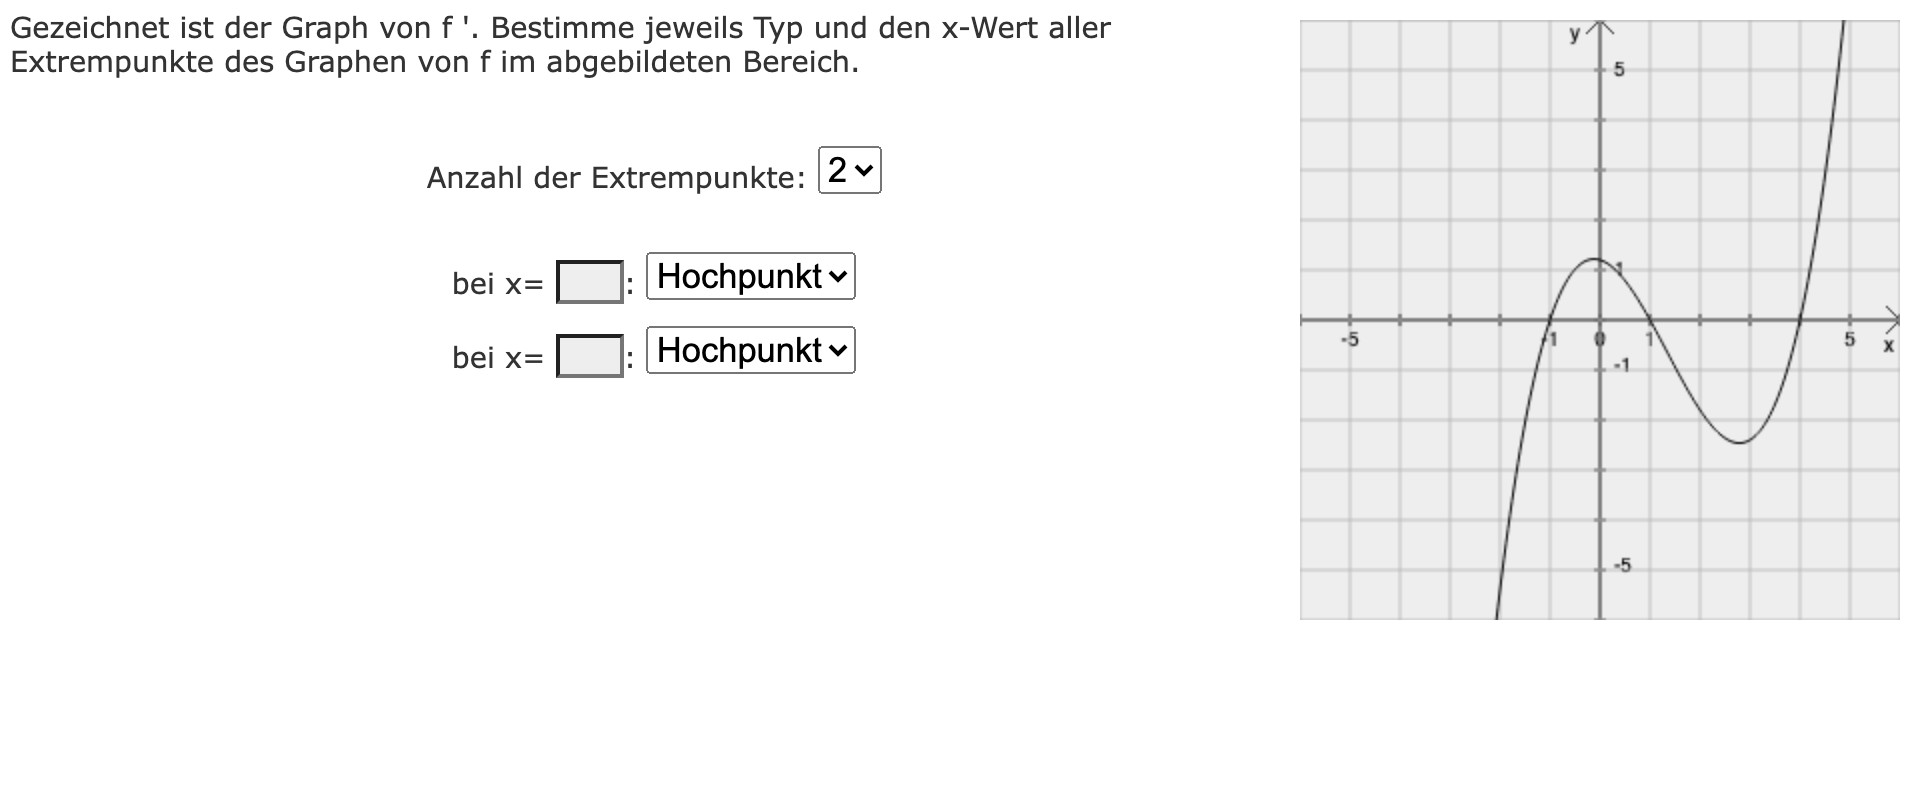 Gezeichnet ist der Graph von f '. Bestimme jeweils Typ und den x-Wert aller
Extrempunkte des Graphen von f im abgebildeten Bereich.
Anzahl der Extrempunkte: 2
bei x= : Hochpunkt
bei x= : Hochpunkt
y
5
1
-5 -1 0 1 5 x
-1
-5